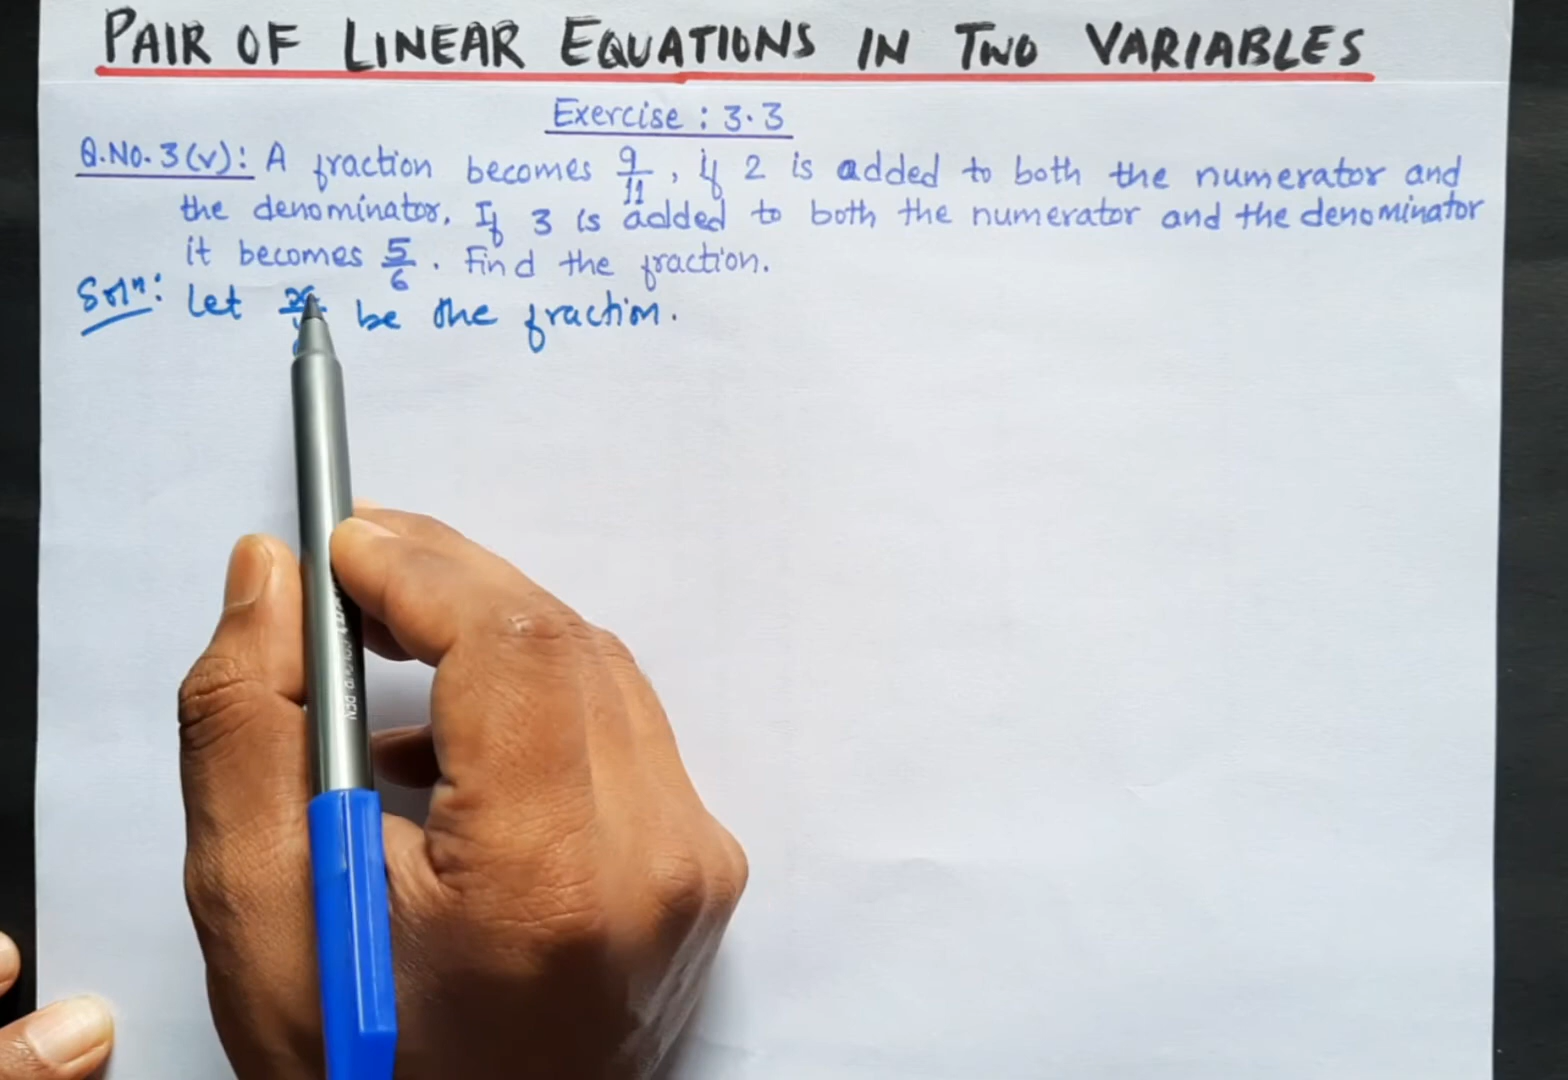 PAIR OF LINEAR EQUATIONS IN TWO VARIABLES
Exercise : 3.3
Q.No. 3(v): A fraction becomes 9/11, if 2 is added to both the numerator and
the denominator. If 3 is added to both the numerator and the denominator
it becomes 5/6. Find the fraction.
Solⁿ: Let x/ be the fraction.